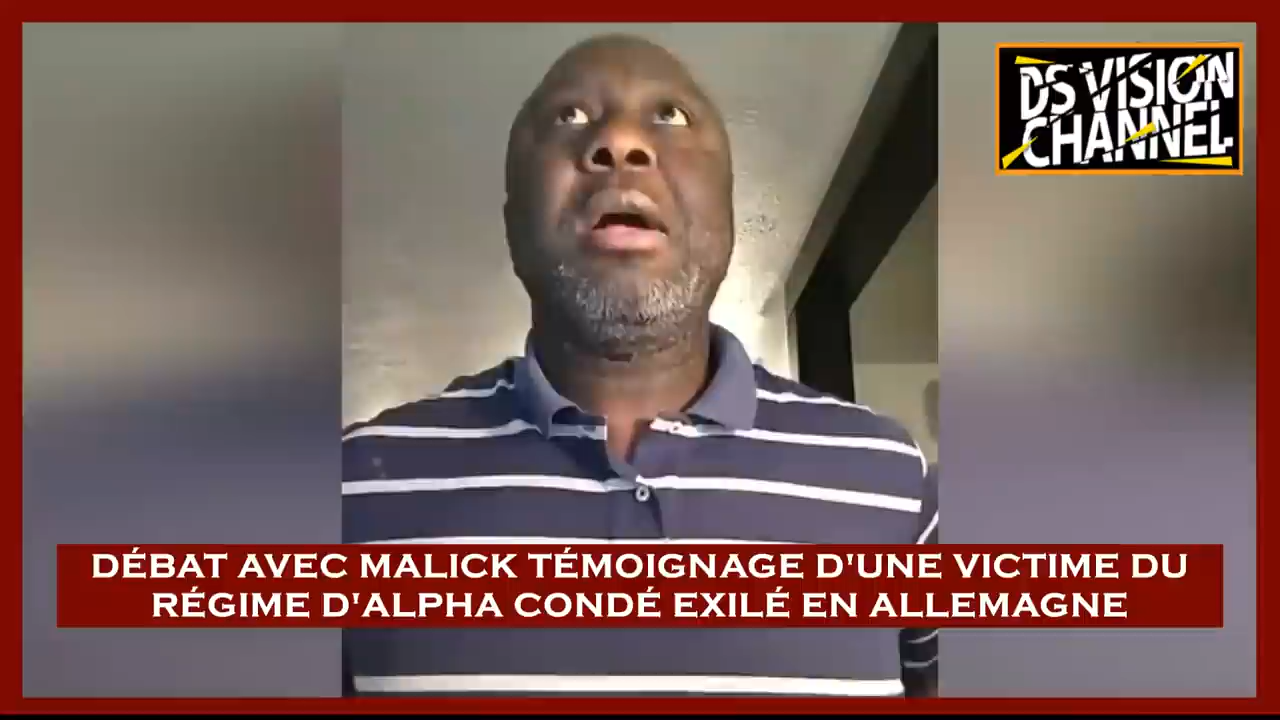 DS VISION
CHANNEL
DÉBAT AVEC MALICK TÉMOIGNAGE D'UNE VICTIME DU
RÉGIME D'ALPHA CONDÉ EXILÉ EN ALLEMAGNE